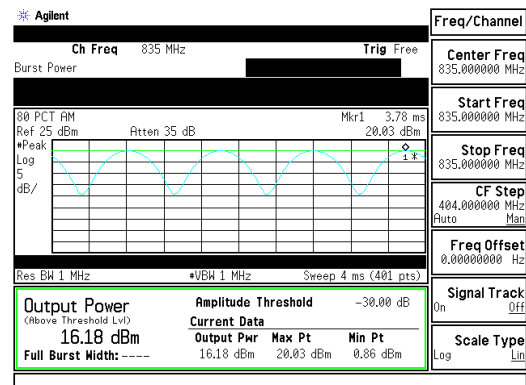 Agilent
Freq/Channel
Ch Freq 835 MHz Trig Free
Burst Power
Center Freq
835.000000 MHz
Start Freq
835.000000 MHz
80 PCT AM Mkr1 3.78 ms
Ref 25 dBm Atten 35 dB 20.03 dBm
#Peak
Log
5
dB/
1
Stop Freq
835.000000 MHz
CF Step
404.000000 MHz
Auto Man
Freq Offset
0.00000000 Hz
Res BW 1 MHz #VBW 1 MHz Sweep 4 ms (401 pts)
Signal Track
On Off
Output Power
(Above Threshold Lvl)
16.18 dBm
Full Burst Width: ----
Amplitude Threshold -30.00 dB
Current Data
Output Pwr Max Pt Min Pt
16.18 dBm 20.03 dBm 0.86 dBm
Scale Type
Log Lin